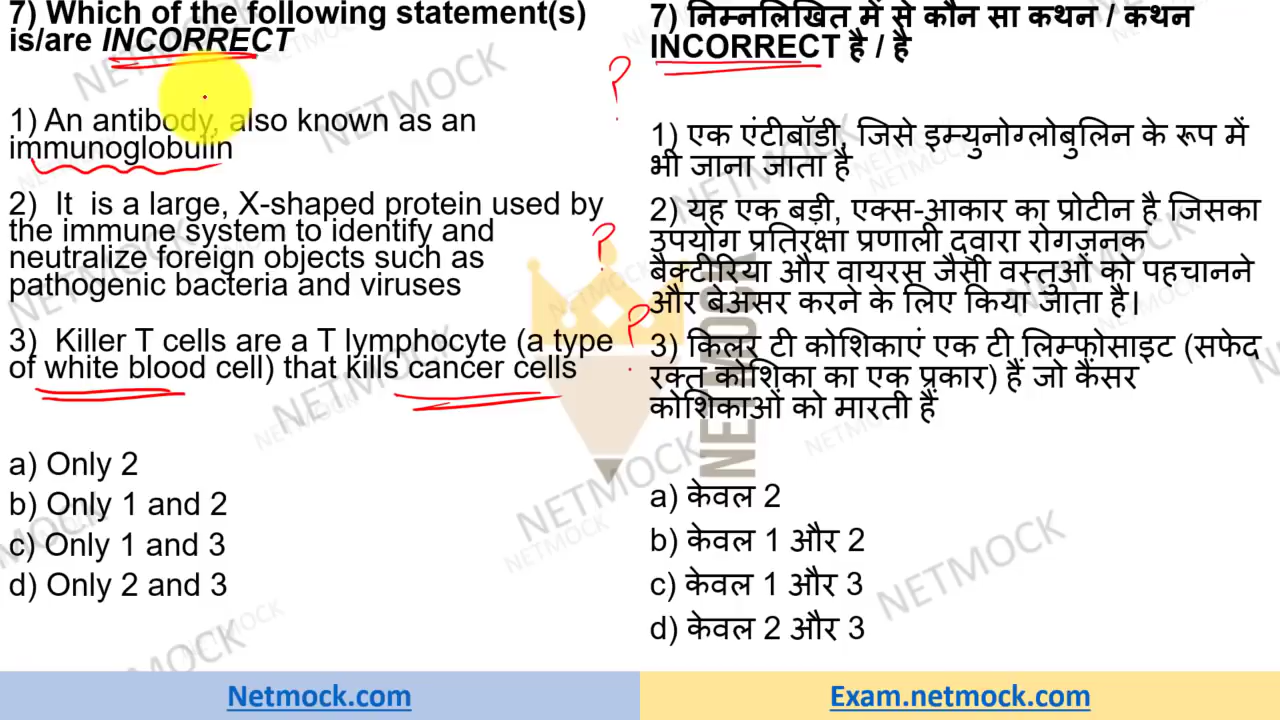 7) Which of the following statement(s)
is/are INCORRECT
1) An antibody, also known as an
immunoglobulin
2)  It  is a large, X-shaped protein used by
the immune system to identify and
neutralize foreign objects such as
pathogenic bacteria and viruses
3)  Killer T cells are a T lymphocyte (a type
of white blood cell) that kills cancer cells
a) Only 2
b) Only 1 and 2
c) Only 1 and 3
d) Only 2 and 3
7) निम्नलिखित में से कौन सा कथन / कथन
INCORRECT है / है
1) एक एंटीबॉडी, जिसे इम्युनोग्लोबुलिन के रूप में
भी जाना जाता है
2) यह एक बड़ी, एक्स-आकार का प्रोटीन है जिसका
उपयोग प्रतिरक्षा प्रणाली द्वारा रोगजनक
बैक्टीरिया और वायरस जैसी वस्तुओं को पहचानने
और बेअसर करने के लिए किया जाता है।
3) किलर टी कोशिकाएं एक टी लिम्फोसाइट (सफेद
रक्त कोशिका का एक प्रकार) हैं जो कैंसर
कोशिकाओं को मारती हैं
a) केवल 2
b) केवल 1 और 2
c) केवल 1 और 3
d) केवल 2 और 3
NETMOCK
Netmock.com
Exam.netmock.com